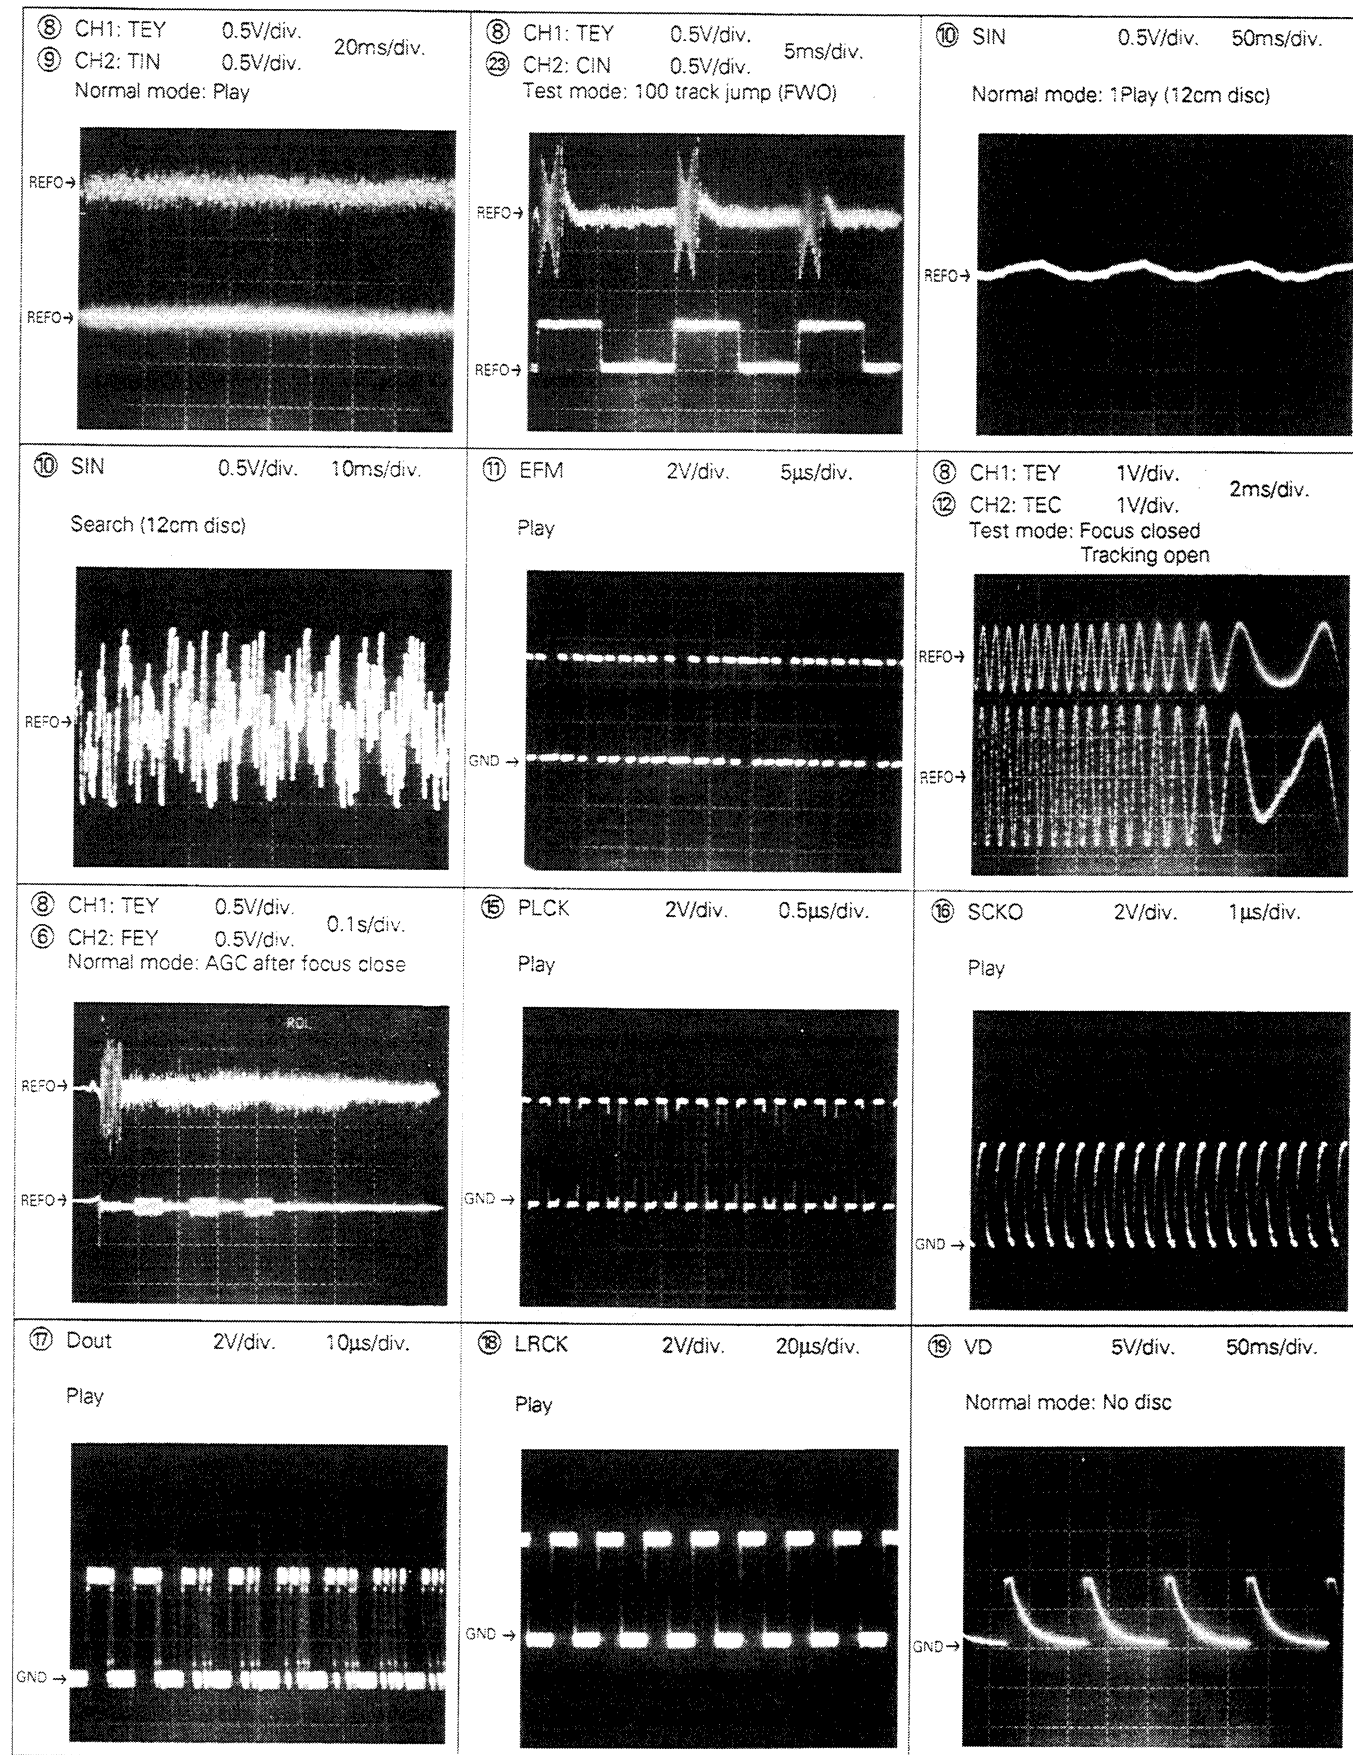 ⑧ CH1: TEY 0.5V/div. 20ms/div.
⑨ CH2: TIN 0.5V/div.
Normal mode: Play
REFO→
REFO→
⑧ CH1: TEY 0.5V/div. 5ms/div.
㉓ CH2: CIN 0.5V/div.
Test mode: 100 track jump (FWO)
REFO→
REFO→
⑩ SIN 0.5V/div. 50ms/div.
Normal mode: 1Play (12cm disc)
REFO→
⑩ SIN 0.5V/div. 10ms/div.
Search (12cm disc)
REFO→
⑪ EFM 2V/div. 5µs/div.
Play
GND →
⑧ CH1: TEY 1V/div. 2ms/div.
⑫ CH2: TEC 1V/div.
Test mode: Focus closed
Tracking open
REFO→
REFO→
⑧ CH1: TEY 0.5V/div. 0.1s/div.
⑥ CH2: FEY 0.5V/div.
Normal mode: AGC after focus close
REFO→
REFO→
⑮ PLCK 2V/div. 0.5µs/div.
Play
GND →
⑯ SCKO 2V/div. 1µs/div.
Play
GND →
⑰ Dout 2V/div. 10µs/div.
Play
GND →
⑱ LRCK 2V/div. 20µs/div.
Play
GND →
⑲ VD 5V/div. 50ms/div.
Normal mode: No disc
GND→